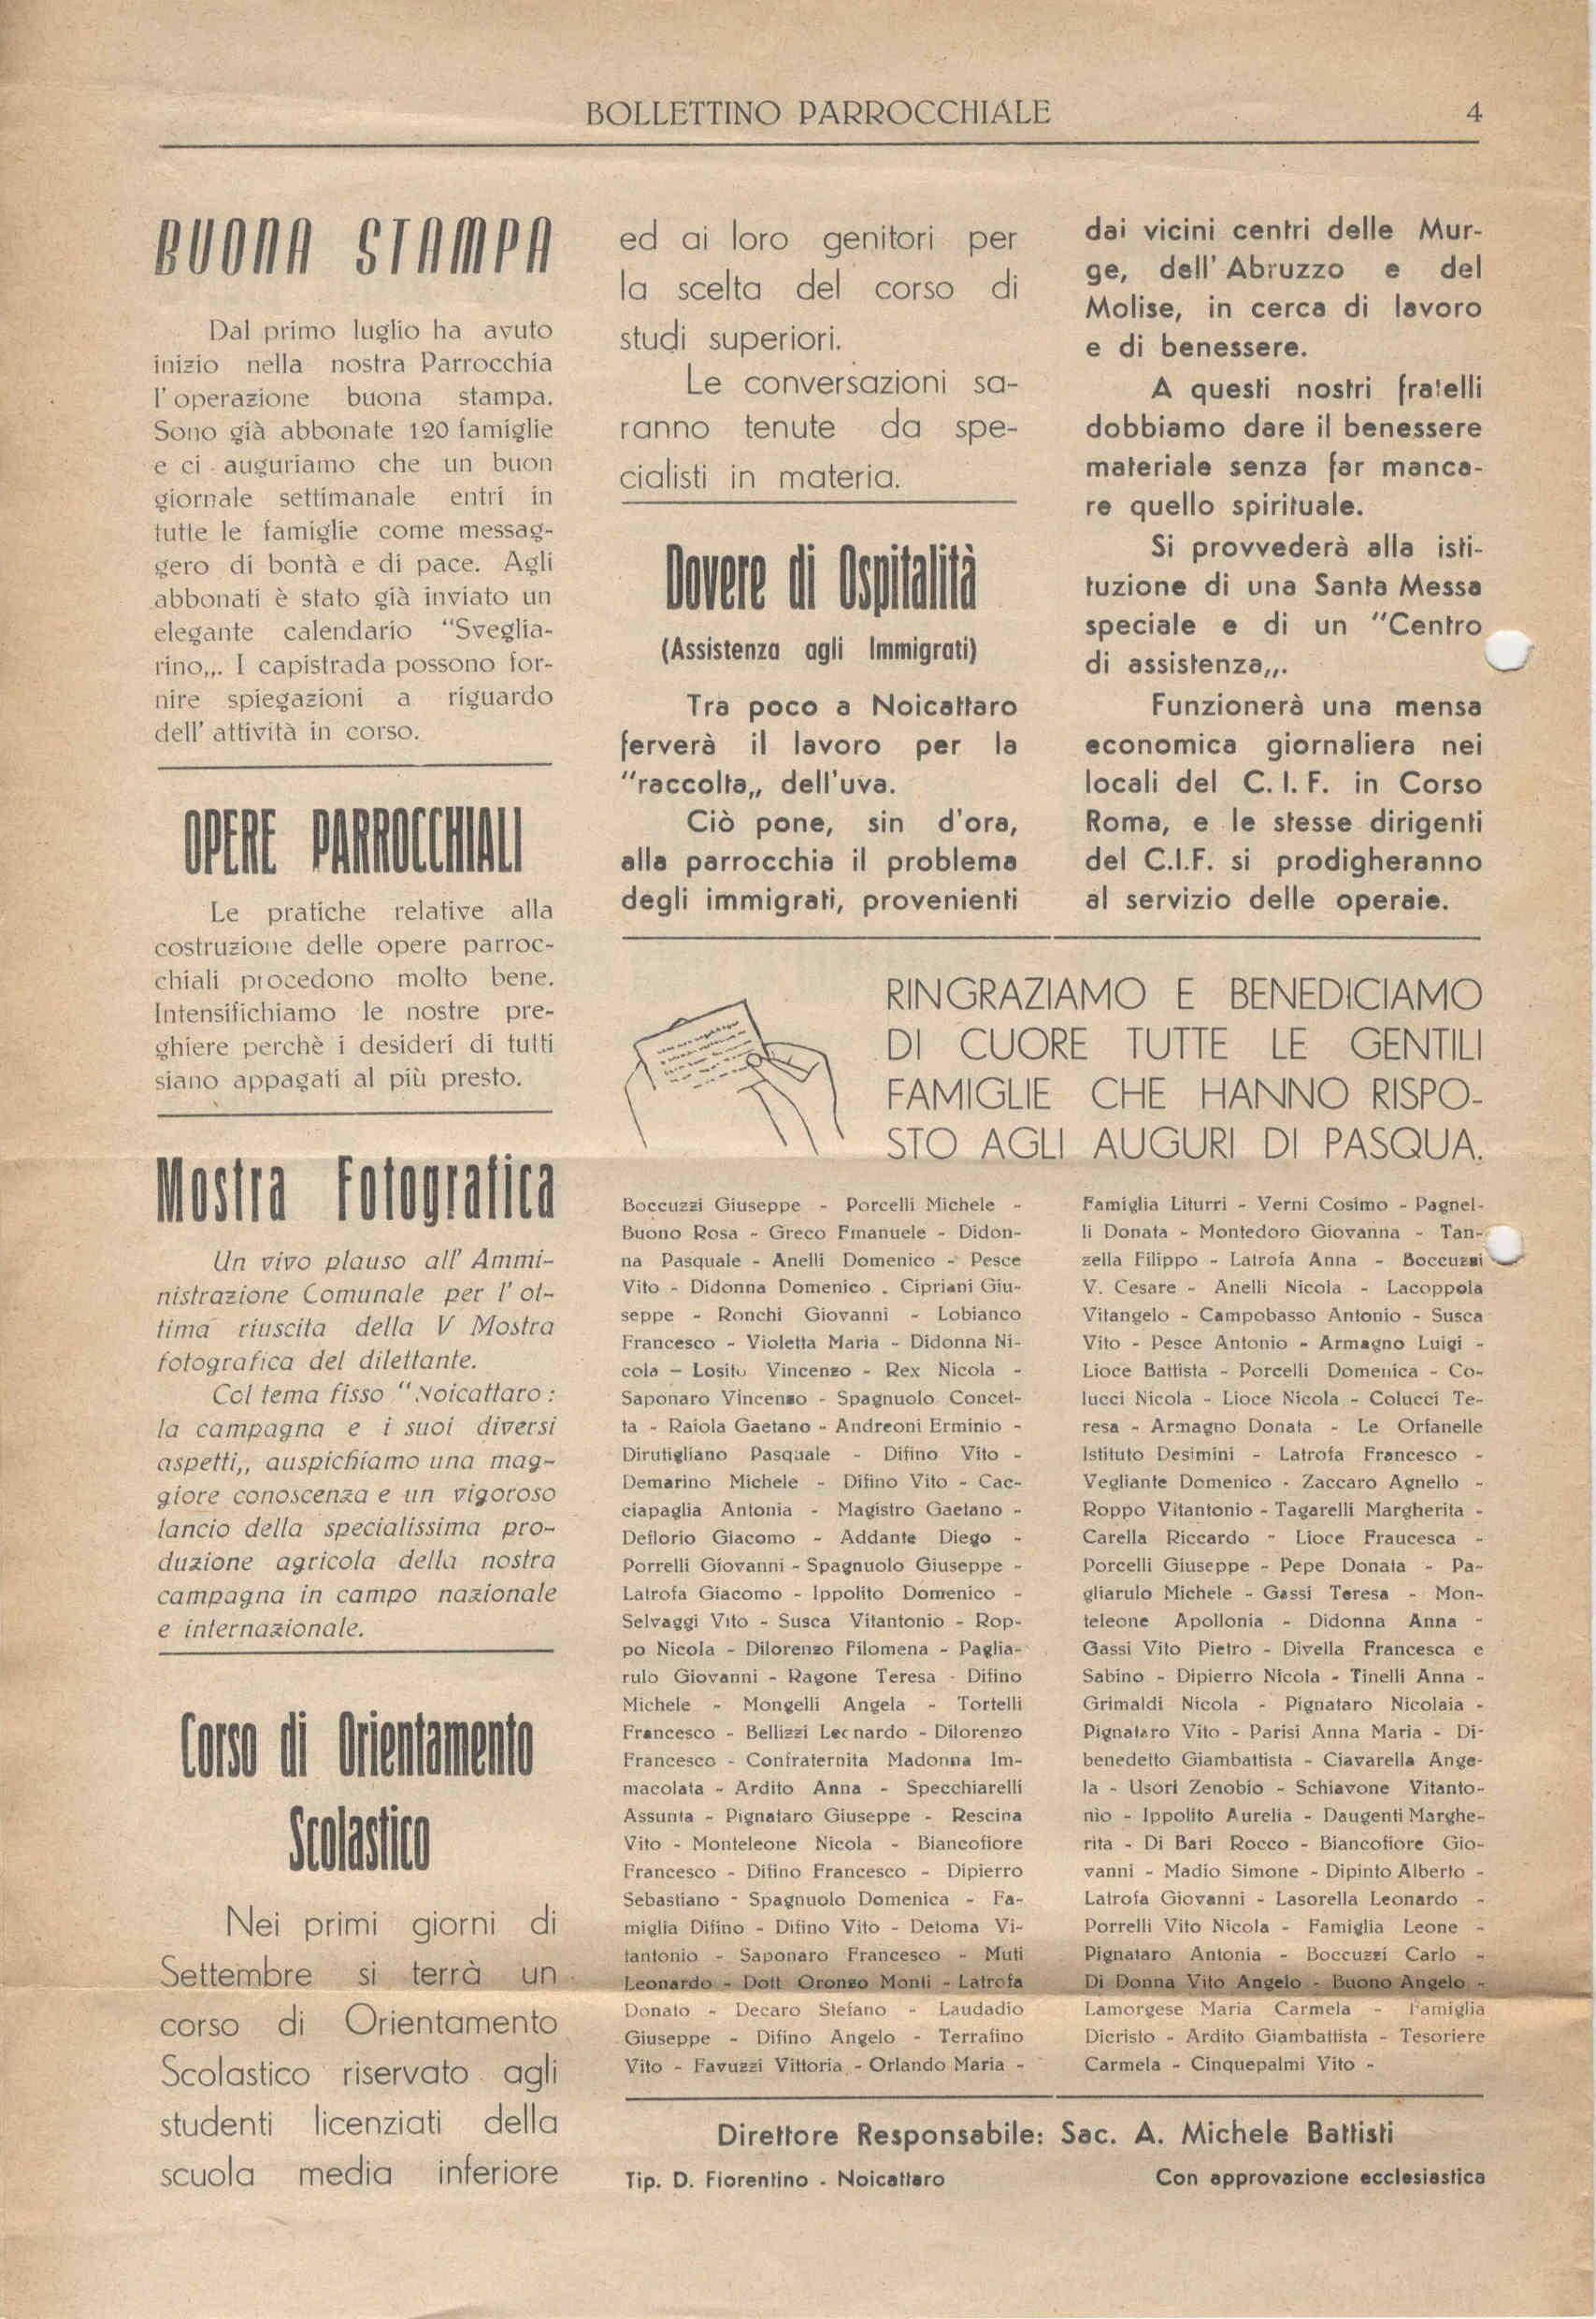 BOLLETTINO PARROCCHIALE 4
BUONA STAMPA
Dal primo luglio ha avuto
inizio nella nostra Parrocchia
l'operazione buona stampa.
Sono già abbonate 120 famiglie
e ci auguriamo che un buon
giornale settimanale entri in
tutte le famiglie come messag-
gero di bontà e di pace. Agli
abbonati è stato già inviato un
elegante calendario "Sveglia-
rino„. I capistrada possono for-
nire spiegazioni a riguardo
dell' attività in corso.
OPERE PARROCCHIALI
Le pratiche relative alla
costruzione delle opere parroc-
chiali procedono molto bene.
Intensifichiamo le nostre pre-
ghiere perchè i desideri di tutti
siano appagati al più presto.
Mostra Fotografica
Un vivo plauso all' Ammi-
nistrazione Comunale per l' ot-
tima riuscita della V Mostra
fotografica del dilettante.
Col tema fisso "Noicattaro:
la campagna e i suoi diversi
aspetti„ auspichiamo una mag-
giore conoscenza e un vigoroso
lancio della specialissima pro-
duzione agricola della nostra
campagna in campo nazionale
e internazionale.
Corso di Orientamento
Scolastico
Nei primi giorni di
Settembre si terrà un
corso di Orientamento
Scolastico riservato agli
studenti licenziati della
scuola media inferiore
ed ai loro genitori per
la scelta del corso di
studi superiori.
Le conversazioni sa-
ranno tenute da spe-
cialisti in materia.
Dovere di Ospitalità
(Assistenza agli Immigrati)
Tra poco a Noicattaro
ferverà il lavoro per la
"raccolta„ dell'uva.
Ciò pone, sin d'ora,
alla parrocchia il problema
degli immigrati, provenienti
dai vicini centri delle Mur-
ge, dell' Abruzzo e del
Molise, in cerca di lavoro
e di benessere.
A questi nostri fratelli
dobbiamo dare il benessere
materiale senza far manca-
re quello spirituale.
Si provvederà alla isti-
tuzione di una Santa Messa
speciale e di un "Centro
di assistenza„.
Funzionerà una mensa
economica giornaliera nei
locali del C. I. F. in Corso
Roma, e le stesse dirigenti
del C.I.F. si prodigheranno
al servizio delle operaie.
RINGRAZIAMO E BENEDICIAMO
DI CUORE TUTTE LE GENTILI
FAMIGLIE CHE HANNO RISPO-
STO AGLI AUGURI DI PASQUA.
Boccuzzi Giuseppe - Porcelli Michele -
Buono Rosa - Greco Emanuele - Didon-
na Pasquale - Anelli Domenico - Pesce
Vito - Didonna Domenico . Cipriani Giu-
seppe - Ronchi Giovanni - Lobianco
Francesco - Violetta Maria - Didonna Ni-
cola - Losito Vincenzo - Rex Nicola -
Saponaro Vincenzo - Spagnuolo Concet-
ta - Raiola Gaetano - Andreoni Erminio -
Dirutigliano Pasquale - Difino Vito -
Demarino Michele - Difino Vito - Cac-
ciapaglia Antonia - Magistro Gaetano -
Deflorio Giacomo - Addante Diego -
Porrelli Giovanni - Spagnuolo Giuseppe -
Latrofa Giacomo - Ippolito Domenico -
Selvaggi Vito - Susca Vitantonio - Rop-
po Nicola - Dilorenzo Filomena - Paglia-
rulo Giovanni - Ragone Teresa - Difino
Michele - Mongelli Angela - Tortelli
Francesco - Bellizzi Leonardo - Dilorenzo
Francesco - Confraternita Madonna Im-
macolata - Ardito Anna - Specchiarelli
Assunta - Pignataro Giuseppe - Rescina
Vito - Monteleone Nicola - Biancofiore
Francesco - Difino Francesco - Dipierro
Sebastiano - Spagnuolo Domenica - Fa-
miglia Difino - Difino Vito - Detoma Vi-
tantonio - Saponaro Francesco - Muti
Leonardo - Dott Oronzo Monti - Latrofa
Donato - Decaro Stefano - Laudadio
Giuseppe - Difino Angelo - Terrafino
Vito - Favuzzi Vittoria - Orlando Maria -
Famiglia Liturri - Verni Cosimo - Pagnel-
li Donata - Montedoro Giovanna - Tan-
zella Filippo - Latrofa Anna - Boccuzzi
V. Cesare - Anelli Nicola - Lacoppola
Vitangelo - Campobasso Antonio - Susca
Vito - Pesce Antonio - Armagno Luigi -
Lioce Battista - Porcelli Domenica - Co-
lucci Nicola - Lioce Nicola - Colucci Te-
resa - Armagno Donata - Le Orfanelle
Istituto Desimini - Latrofa Francesco -
Vegliante Domenico - Zaccaro Agnello -
Roppo Vitantonio - Tagarelli Margherita -
Carella Riccardo - Lioce Fraucesca -
Porcelli Giuseppe - Pepe Donata - Pa-
gliarulo Michele - Gassi Teresa - Mon-
teleone Apollonia - Didonna Anna -
Gassi Vito Pietro - Divella Francesca e
Sabino - Dipierro Nicola - Tinelli Anna -
Grimaldi Nicola - Pignataro Nicolaia -
Pignataro Vito - Parisi Anna Maria - Di-
benedetto Giambattista - Ciavarella Ange-
la - Usori Zenobio - Schiavone Vitanto-
nio - Ippolito Aurelia - Daugenti Marghe-
rita - Di Bari Rocco - Biancofiore Gio-
vanni - Madio Simone - Dipinto Alberto -
Latrofa Giovanni - Lasorella Leonardo -
Porrelli Vito Nicola - Famiglia Leone -
Pignataro Antonia - Boccuzzi Carlo -
Di Donna Vito Angelo - Buono Angelo -
Lamorgese Maria Carmela - Famiglia
Dicristo - Ardito Giambattista - Tesoriere
Carmela - Cinquepalmi Vito -
Direttore Responsabile: Sac. A. Michele Battisti
Tip. D. Fiorentino - Noicattaro Con approvazione ecclesiastica